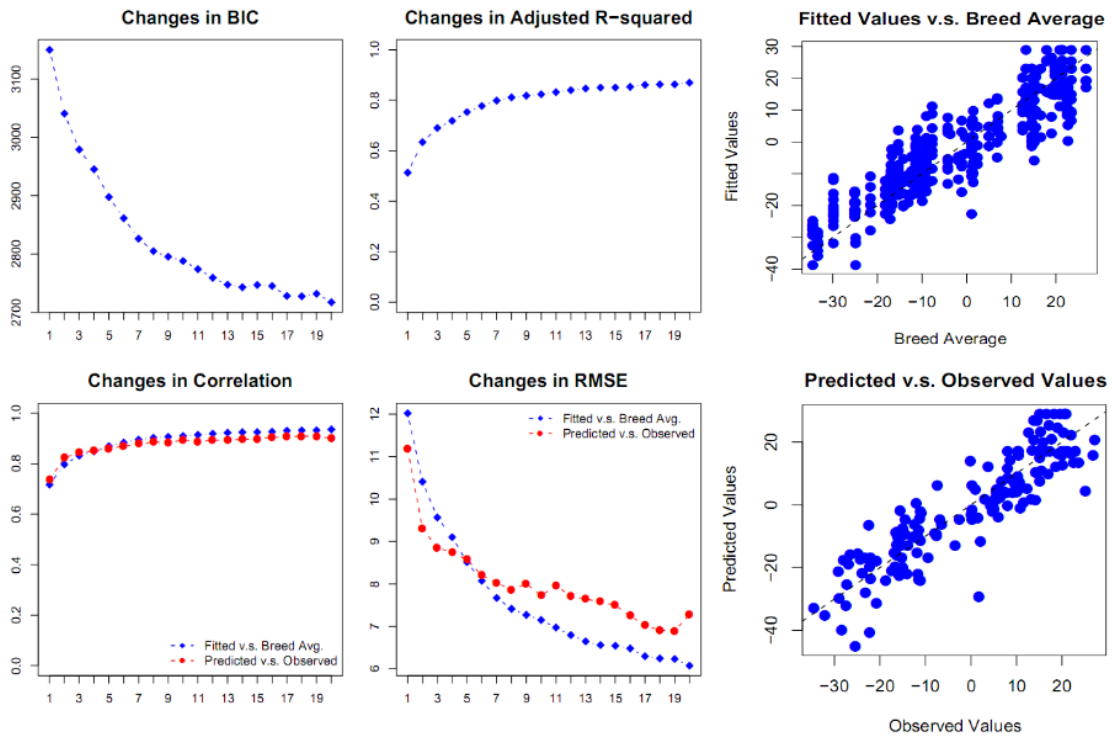 Changes in BIC
3100
3000
2900
2800
2700
1 3 5 7 9 11 13 15 17 19
Changes in Adjusted R−squared
1.0
0.8
0.6
0.4
0.2
0.0
1 3 5 7 9 11 13 15 17 19
Fitted Values v.s. Breed Average
Fitted Values
30
20
10
0
−20
−40
−30 −20 −10 0 10 20
Breed Average
Changes in Correlation
1.0
0.8
0.6
0.4
0.2
0.0
Fitted v.s. Breed Avg.
Predicted v.s. Observed
1 3 5 7 9 11 13 15 17 19
Changes in RMSE
12
11
10
9
8
7
6
Fitted v.s. Breed Avg.
Predicted v.s. Observed
1 3 5 7 9 11 13 15 17 19
Predicted v.s. Observed Values
Predicted Values
20
0
−20
−40
−30 −20 −10 0 10 20
Observed Values